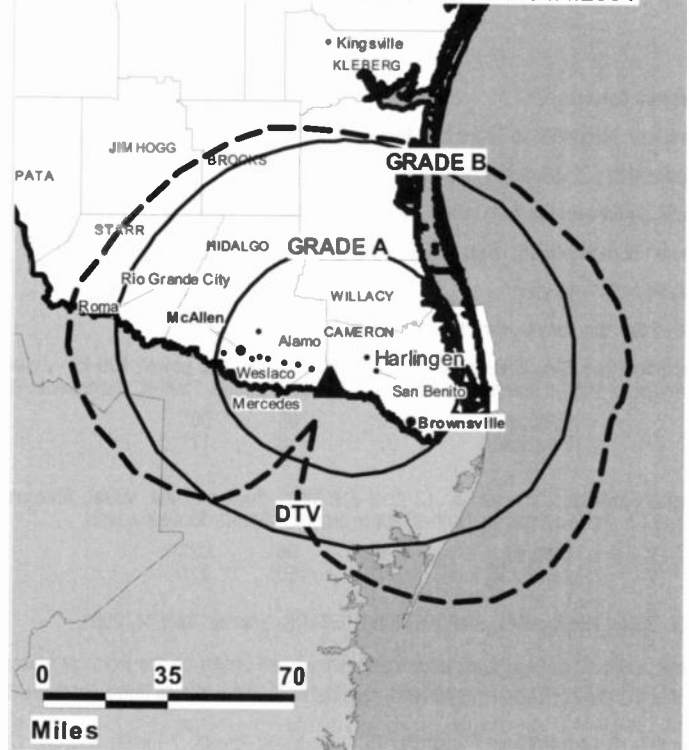 Kingsville
KLEBERG
JIM HOGG
BROOKS
GRADE B
PATA
STARR
HIDALGO
GRADE A
Rio Grande City
WILLACY
Roma
McAllen
Alamo
CAMERON
Harlingen
Weslaco
San Benito
Mercedes
Brownsville
DTV
0 35 70
Miles